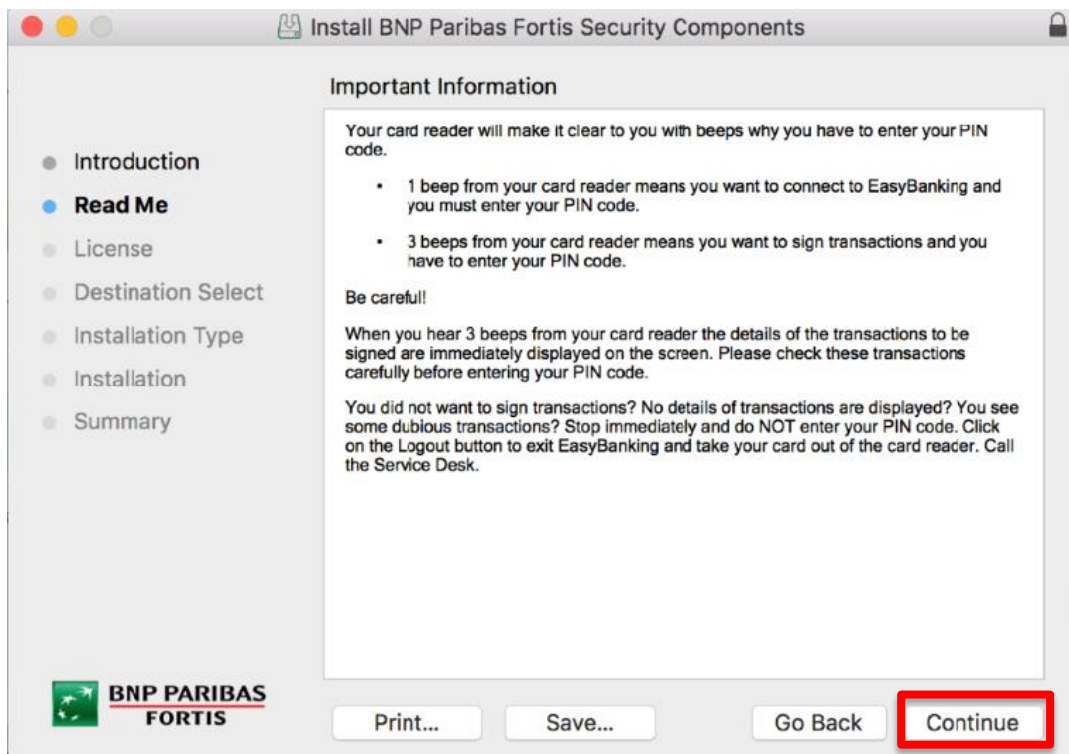 Install BNP Paribas Fortis Security Components
Important Information
Introduction
Read Me
License
Destination Select
Installation Type
Installation
Summary
Your card reader will make it clear to you with beeps why you have to enter your PIN
code.
• 1 beep from your card reader means you want to connect to EasyBanking and
you must enter your PIN code.
• 3 beeps from your card reader means you want to sign transactions and you
have to enter your PIN code.
Be careful!
When you hear 3 beeps from your card reader the details of the transactions to be
signed are immediately displayed on the screen. Please check these transactions
carefully before entering your PIN code.
You did not want to sign transactions? No details of transactions are displayed? You see
some dubious transactions? Stop immediately and do NOT enter your PIN code. Click
on the Logout button to exit EasyBanking and take your card out of the card reader. Call
the Service Desk.
BNP PARIBAS
FORTIS
Print...
Save...
Go Back
Continue